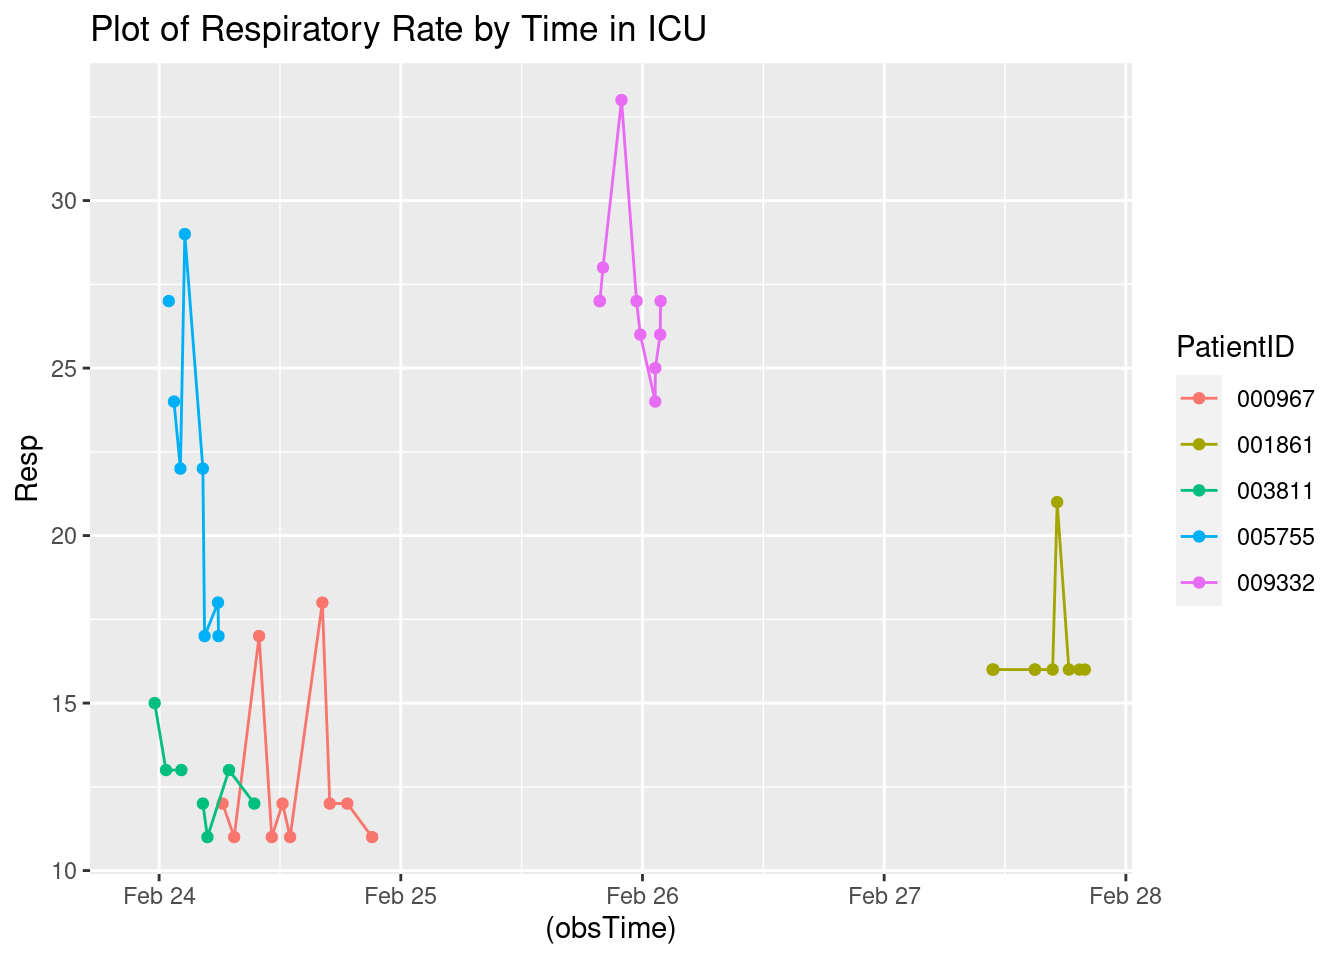 Plot of Respiratory Rate by Time in ICU
Resp
30
25
20
15
10
Feb 24
Feb 25
Feb 26
Feb 27
Feb 28
(obsTime)
PatientID
000967
001861
003811
005755
009332